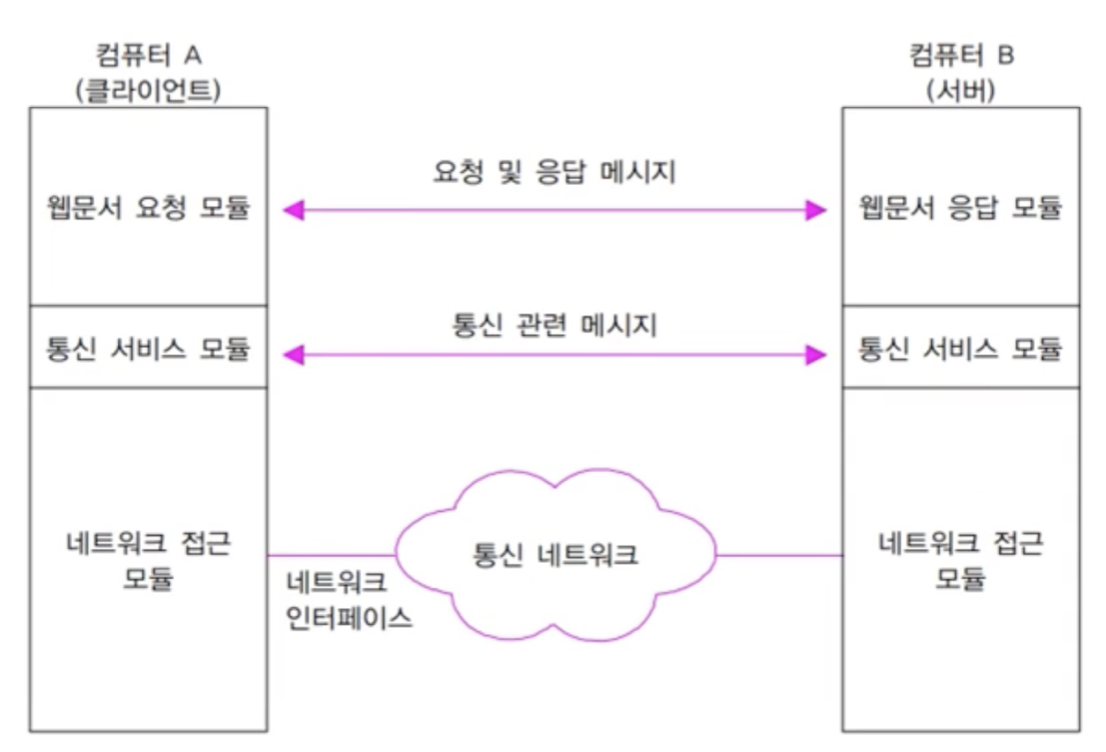 컴퓨터 A
(클라이언트)
컴퓨터 B
(서버)
요청 및 응답 메시지
웹문서 요청 모듈
웹문서 응답 모듈
통신 관련 메시지
통신 서비스 모듈
통신 서비스 모듈
네트워크 접근
모듈
통신 네트워크
네트워크 접근
모듈
네트워크
인터페이스